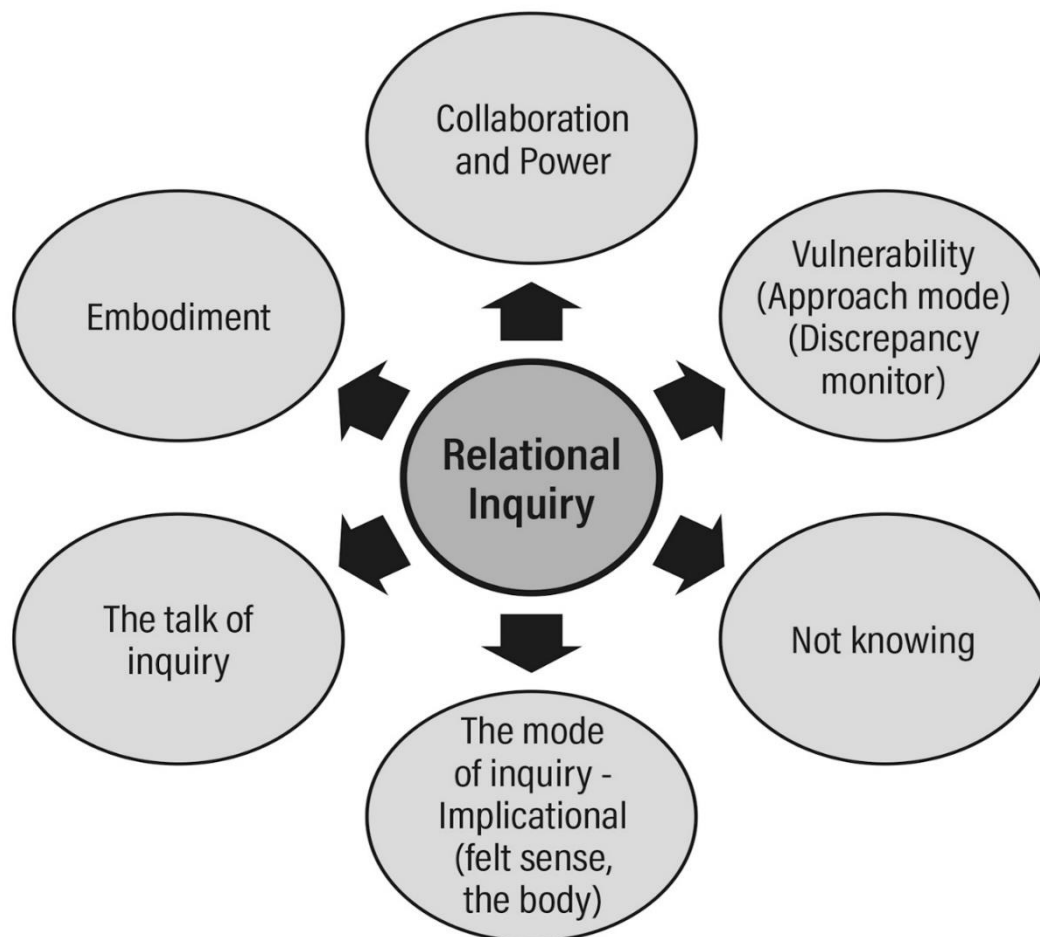 Collaboration
and Power
Embodiment
Vulnerability
(Approach mode)
(Discrepancy
monitor)
Relational
Inquiry
The talk of
inquiry
Not knowing
The mode
of inquiry -
Implicational
(felt sense,
the body)